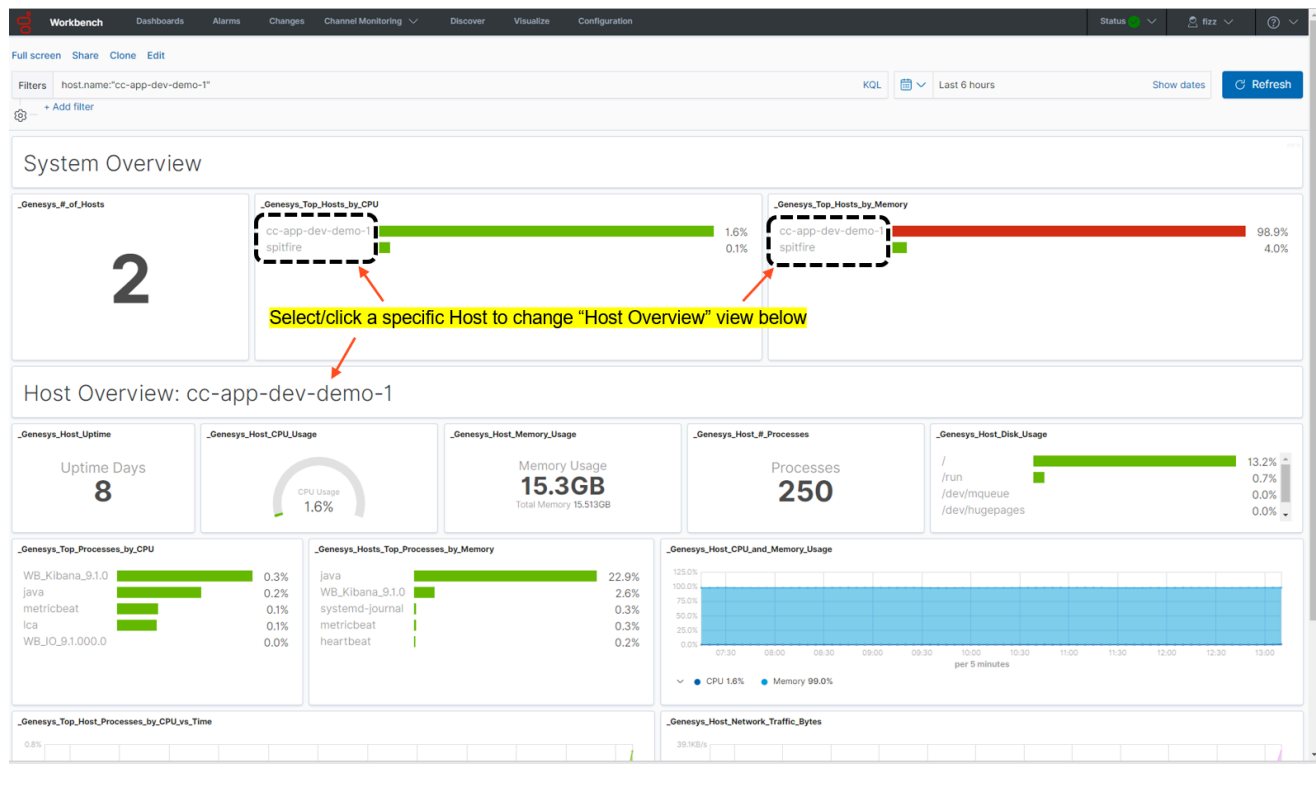 Workbench Dashboards Alarms Changes Channel Monitoring Discover Visualize Configuration Status fizz
Full screen Share Clone Edit
Filters host.name:"cc-app-dev-demo-1" KQL Last 6 hours Show dates Refresh
+ Add filter
System Overview
_Genesys_#_of_Hosts
2
_Genesys_Top_Hosts_by_CPU
cc-app-dev-demo-1 1.6%
spitfire 0.1%
_Genesys_Top_Hosts_by_Memory
cc-app-dev-demo-1 98.9%
spitfire 4.0%
Select/click a specific Host to change “Host Overview” view below
Host Overview: cc-app-dev-demo-1
_Genesys_Host_Uptime
Uptime Days
8
_Genesys_Host_CPU_Usage
CPU Usage
1.6%
_Genesys_Host_Memory_Usage
Memory Usage
15.3GB
Total Memory 15.513GB
_Genesys_Host_#_Processes
Processes
250
_Genesys_Host_Disk_Usage
/ 13.2%
/run 0.7%
/dev/mqueue 0.0%
/dev/hugepages 0.0%
_Genesys_Top_Processes_by_CPU
WB_Kibana_9.1.0 0.3%
java 0.2%
metricbeat 0.1%
lca 0.1%
WB_IO_9.1.000.0 0.0%
_Genesys_Hosts_Top_Processes_by_Memory
java 22.9%
WB_Kibana_9.1.0 2.6%
systemd-journal 0.3%
metricbeat 0.3%
heartbeat 0.2%
_Genesys_Host_CPU_and_Memory_Usage
125.0%
100.0%
75.0%
50.0%
25.0%
0.0%
07:30 08:00 08:30 09:00 09:30 10:00 10:30 11:00 11:30 12:00 12:30 13:00
per 5 minutes
CPU 1.6% Memory 99.0%
_Genesys_Top_Host_Processes_by_CPU_vs_Time
0.8%
_Genesys_Host_Network_Traffic_Bytes
39.1KB/s